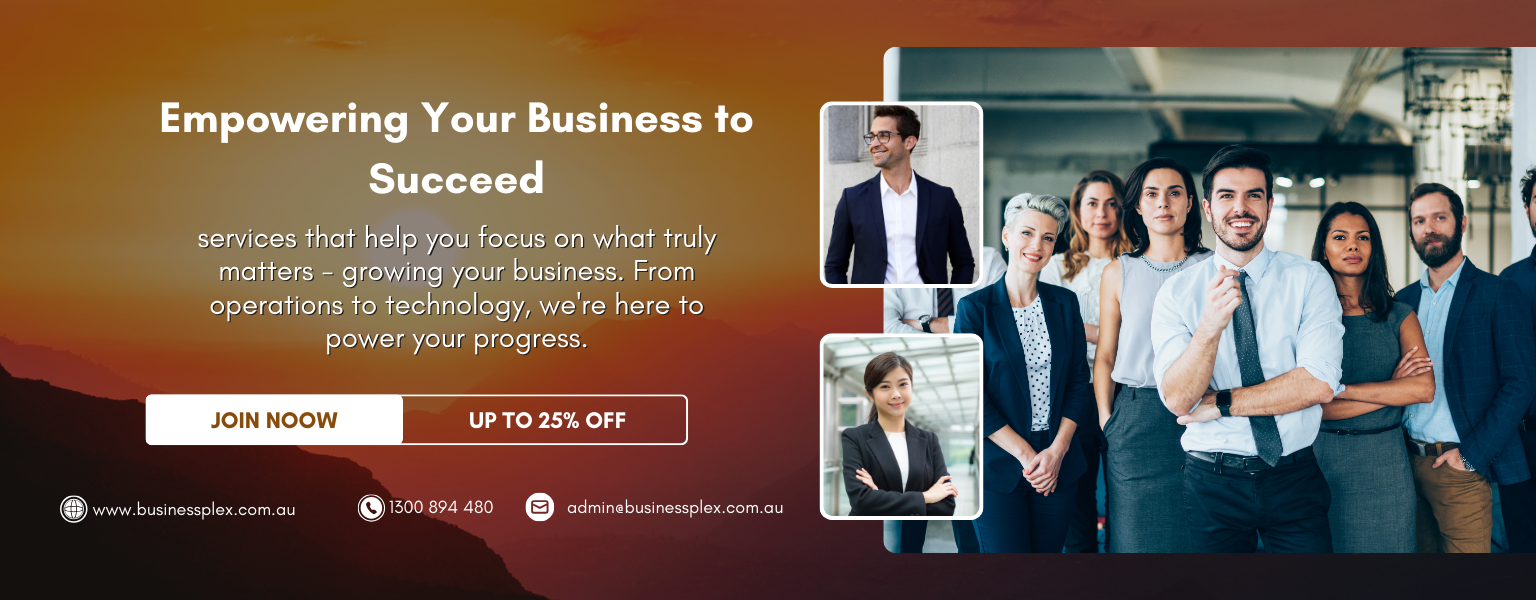 Empowering Your Business to
Succeed
services that help you focus on what truly
matters – growing your business. From
operations to technology, we're here to
power your progress.
JOIN NOOW
UP TO 25% OFF
www.businessplex.com.au
1300 894 480
admin@businessplex.com.au